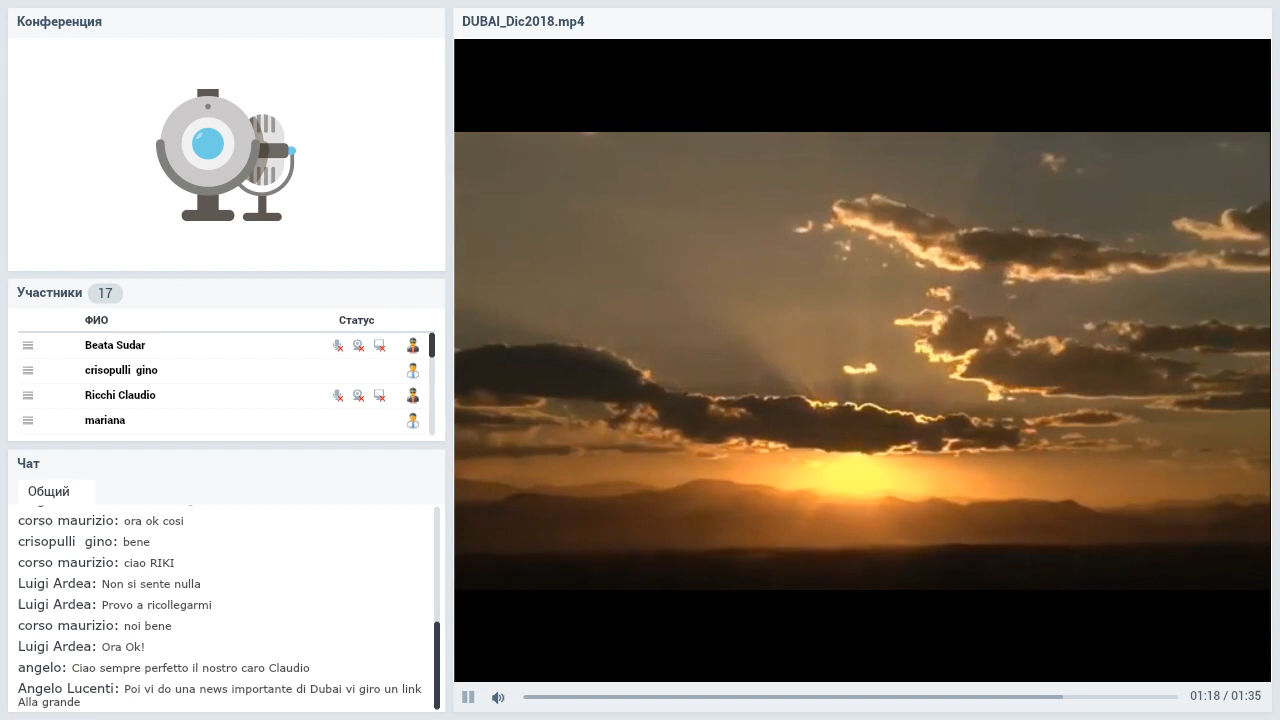 Конференция
DUBAI_Dic2018.mp4
Участники 17
ФИО Статус
Beata Sudar
crisopulli gino
Ricchi Claudio
mariana
Чат
Общий
corso maurizio: ora ok cosi
crisopulli gino: bene
corso maurizio: ciao RIKI
Luigi Ardea: Non si sente nulla
Luigi Ardea: Provo a ricollegarmi
corso maurizio: noi bene
Luigi Ardea: Ora Ok!
angelo: Ciao sempre perfetto il nostro caro Claudio
Angelo Lucenti: Poi vi do una news importante di Dubai vi giro un link
Alla grande
01:18 / 01:35